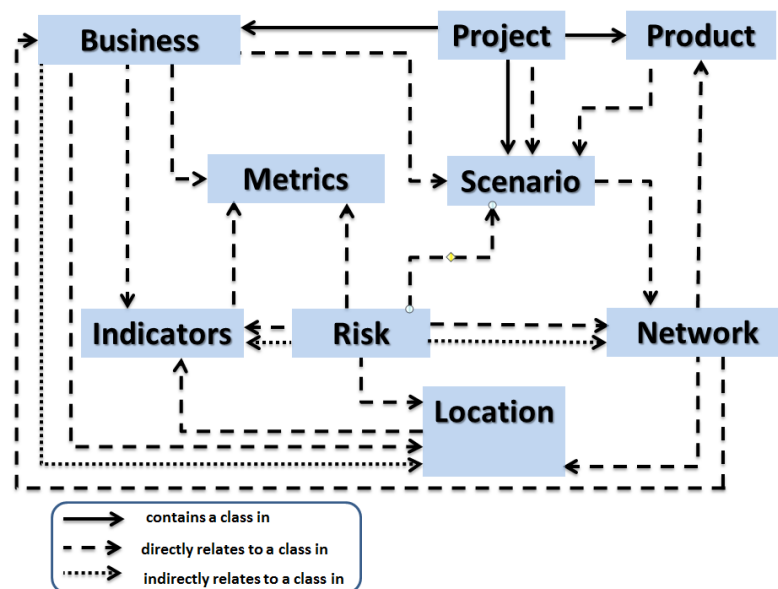 Business
Project
Product
Metrics
Scenario
Indicators
Risk
Network
Location
contains a class in
directly relates to a class in
indirectly relates to a class in